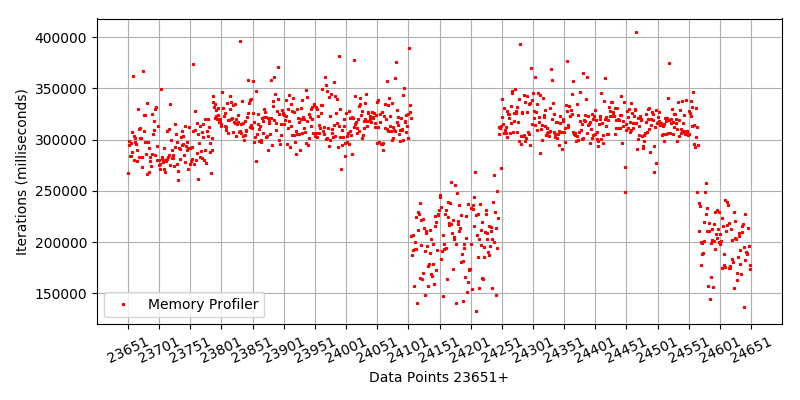 400000
350000
300000
250000
200000
150000
Iterations (milliseconds)
Memory Profiler
23651 23701 23751 23801 23851 23901 23951 24001 24051 24101 24151 24201 24251 24301 24351 24401 24451 24501 24551 24601 24651
Data Points 23651+